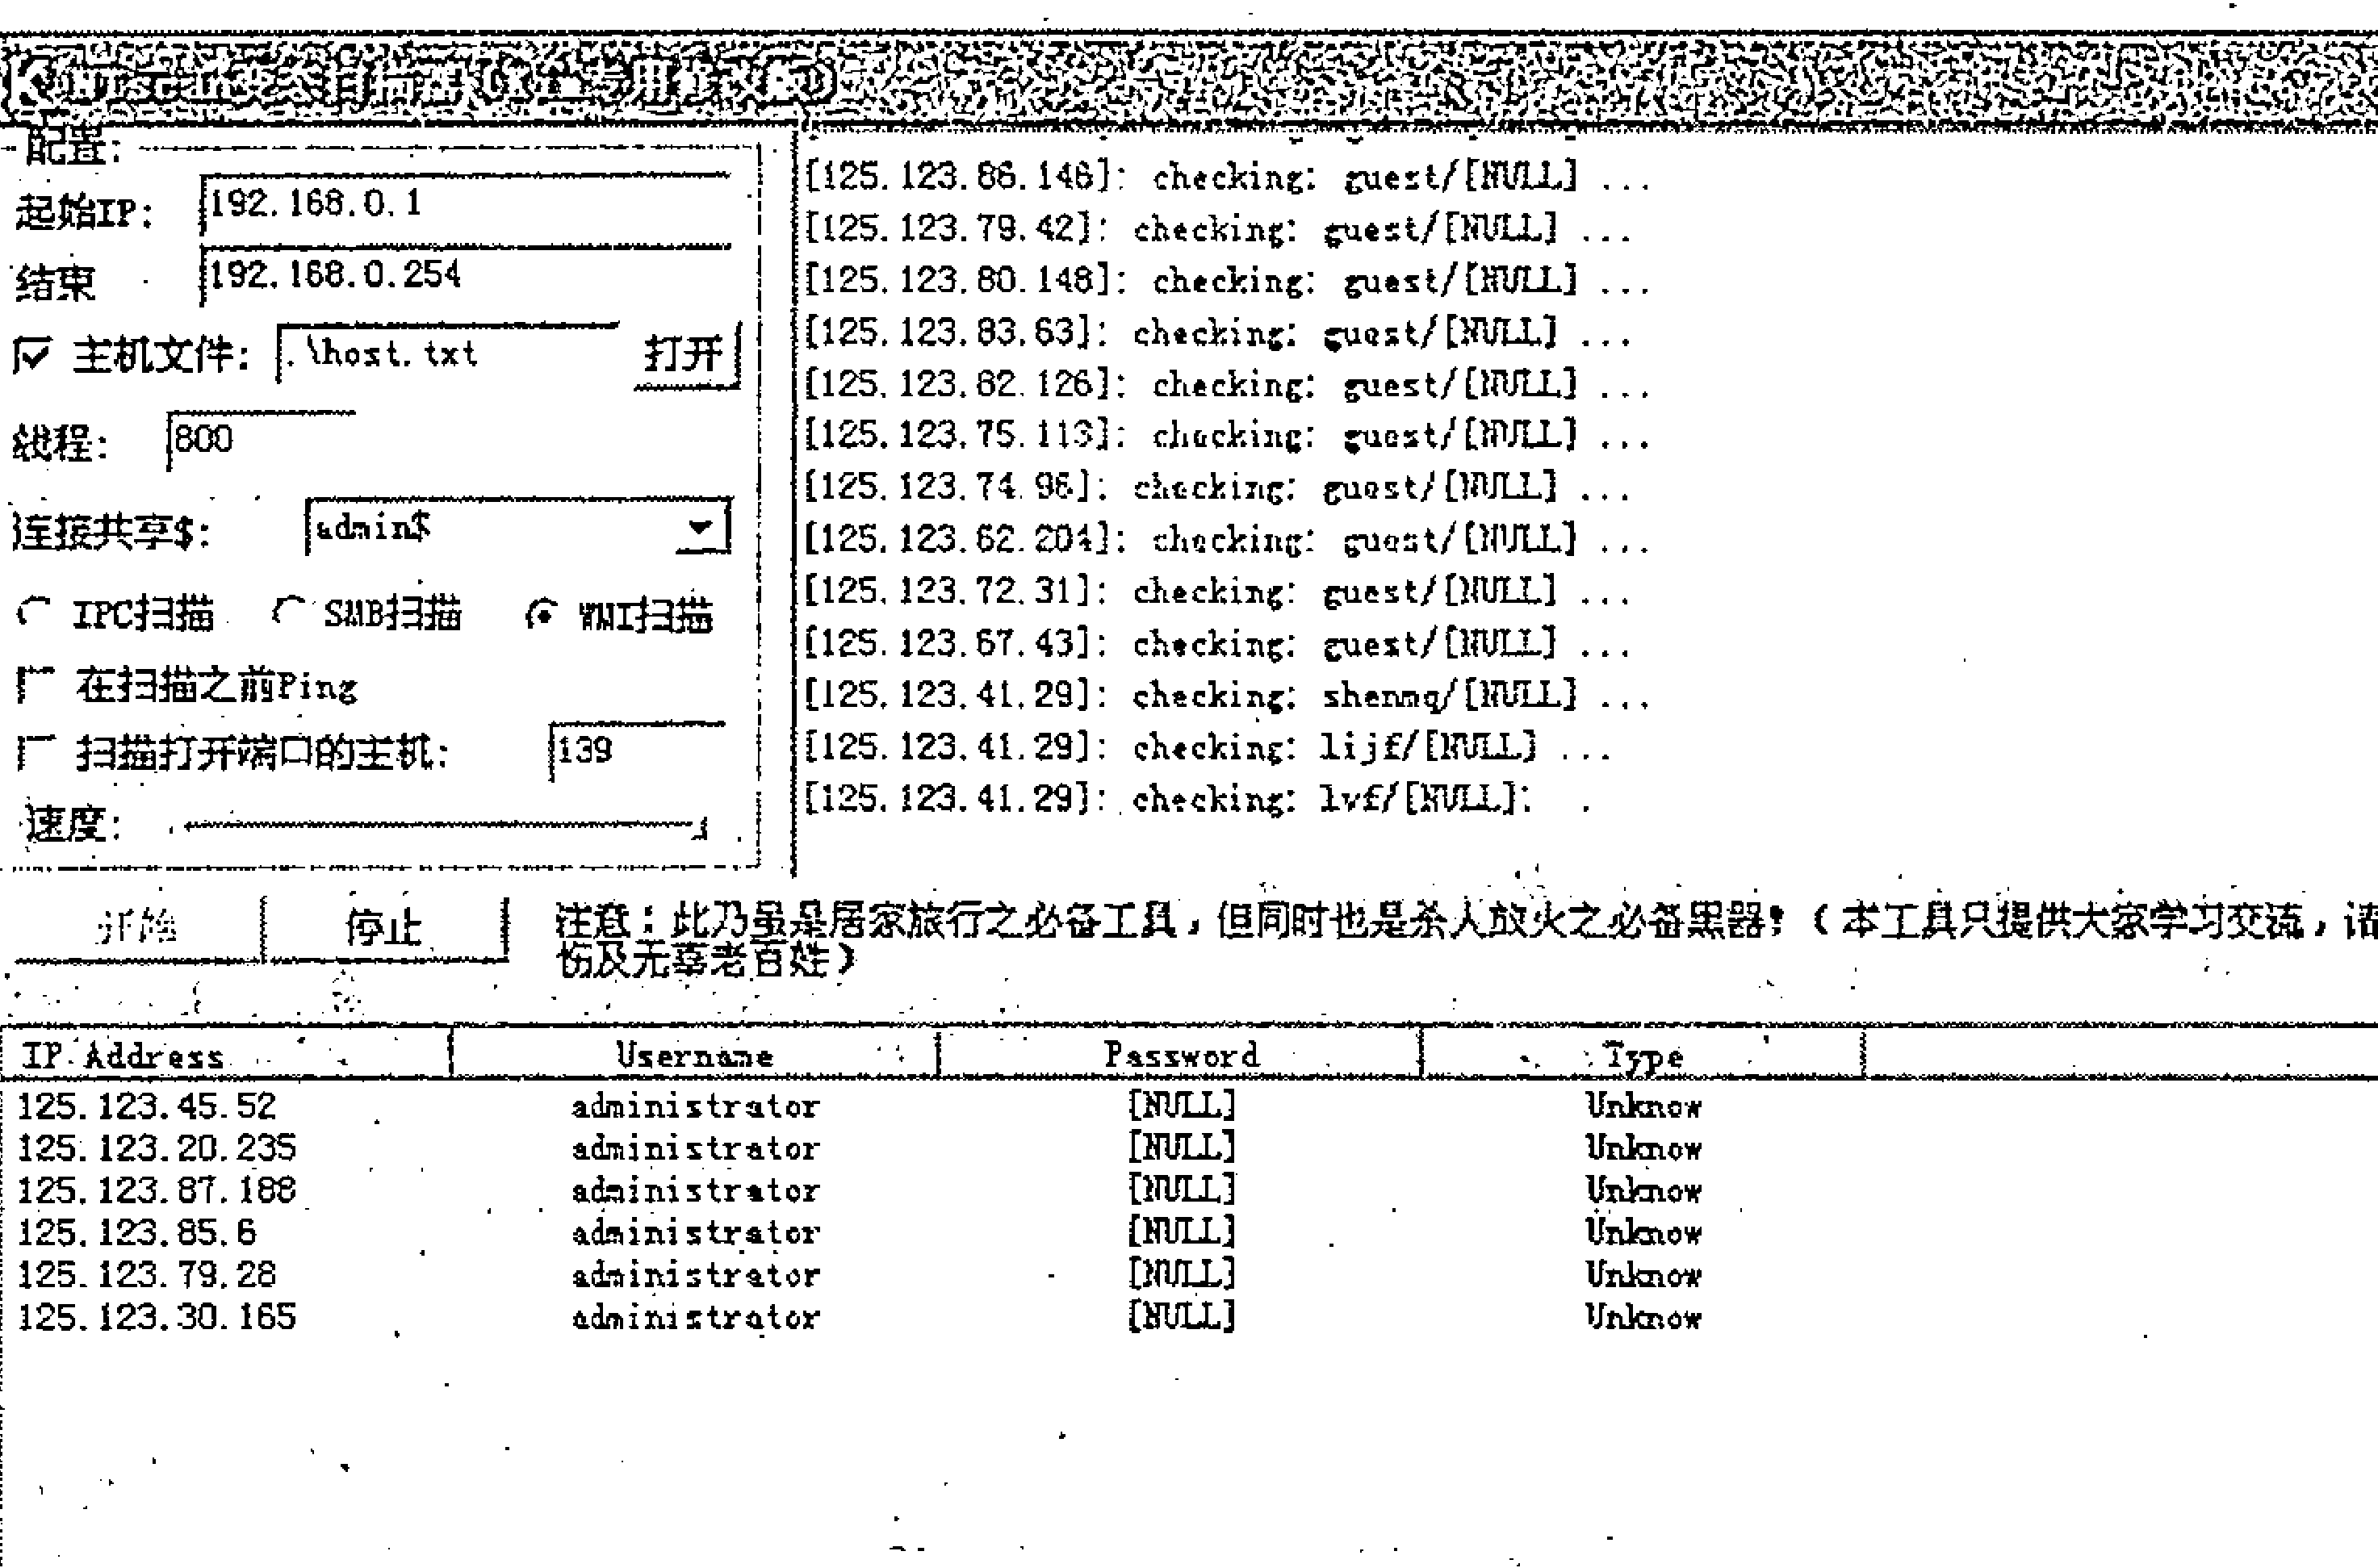 配置:
起始IP: 192.168.0.1
结束 192.168.0.254
主机文件: .\host.txt 打开
线程: 800
连接共享$: admin$
IPC扫描 SMB扫描 WMI扫描
在扫描之前Ping
扫描打开端口的主机: 139
速度:
[125.123.86.146]: checking: guest/[NULL] ...
[125.123.79.42]: checking: guest/[NULL] ...
[125.123.80.148]: checking: guest/[NULL] ...
[125.123.83.63]: checking: guest/[NULL] ...
[125.123.82.126]: checking: guest/[NULL] ...
[125.123.75.113]: checking: guest/[NULL] ...
[125.123.74.96]: checking: guest/[NULL] ...
[125.123.62.204]: checking: guest/[NULL] ...
[125.123.72.31]: checking: guest/[NULL] ...
[125.123.67.43]: checking: guest/[NULL] ...
[125.123.41.29]: checking: shenmq/[NULL] ...
[125.123.41.29]: checking: lijf/[NULL] ...
[125.123.41.29]: checking: lvf/[NULL]:
开始 停止
注意：此乃虽是居家旅行之必备工具，但同时也是杀人放火之必备黑器！（本工具只提供大家学习交流，请
伤及无辜老百姓）
IP Address Username Password Type
125.123.45.52 administrator [NULL] Unknow
125.123.20.235 administrator [NULL] Unknow
125.123.87.188 administrator [NULL] Unknow
125.123.85.6 administrator [NULL] Unknow
125.123.79.28 administrator [NULL] Unknow
125.123.30.165 administrator [NULL] Unknow